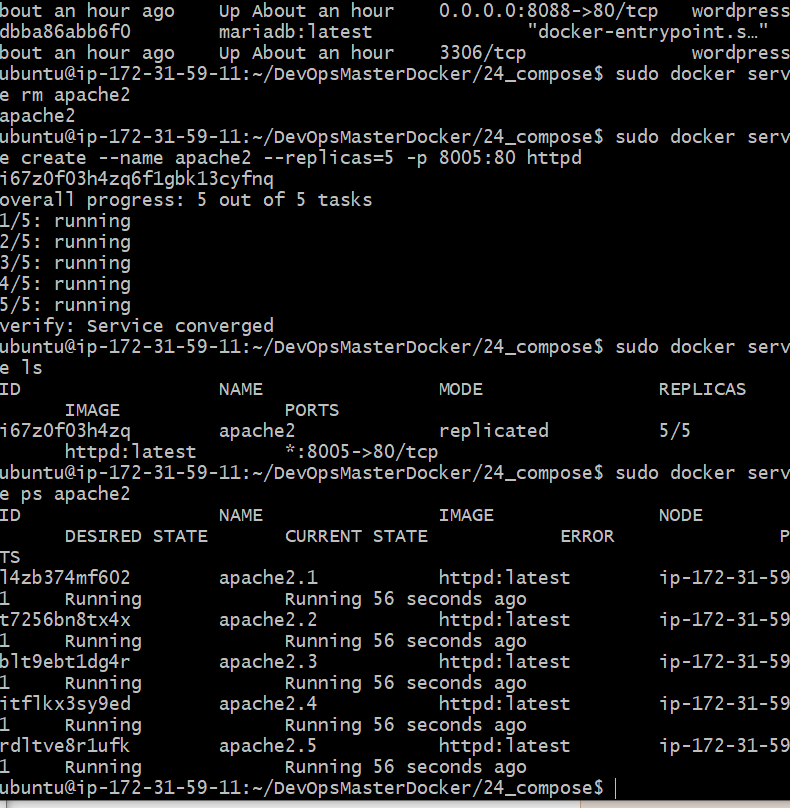 bout an hour ago    Up About an hour    0.0.0.0:8088->80/tcp   wordpress
dbba86abb6f0        mariadb:latest              "docker-entrypoint.s…"
bout an hour ago    Up About an hour    3306/tcp               wordpress
ubuntu@ip-172-31-59-11:~/DevOpsMasterDocker/24_compose$ sudo docker serv
e rm apache2
apache2
ubuntu@ip-172-31-59-11:~/DevOpsMasterDocker/24_compose$ sudo docker serv
e create --name apache2 --replicas=5 -p 8005:80 httpd
i67z0f03h4zq6f1gbk13cyfnq
overall progress: 5 out of 5 tasks
1/5: running
2/5: running
3/5: running
4/5: running
5/5: running
verify: Service converged
ubuntu@ip-172-31-59-11:~/DevOpsMasterDocker/24_compose$ sudo docker serv
e ls
ID                  NAME                MODE                REPLICAS
      IMAGE               PORTS
i67z0f03h4zq        apache2             replicated          5/5
      httpd:latest        *:8005->80/tcp
ubuntu@ip-172-31-59-11:~/DevOpsMasterDocker/24_compose$ sudo docker serv
e ps apache2
ID                  NAME                IMAGE               NODE
      DESIRED STATE       CURRENT STATE            ERROR               P
TS
l4zb374mf602        apache2.1           httpd:latest        ip-172-31-59
1     Running             Running 56 seconds ago
t7256bn8tx4x        apache2.2           httpd:latest        ip-172-31-59
1     Running             Running 56 seconds ago
blt9ebt1dg4r        apache2.3           httpd:latest        ip-172-31-59
1     Running             Running 56 seconds ago
itflkx3sy9ed        apache2.4           httpd:latest        ip-172-31-59
1     Running             Running 56 seconds ago
rdltve8r1ufk        apache2.5           httpd:latest        ip-172-31-59
1     Running             Running 56 seconds ago
ubuntu@ip-172-31-59-11:~/DevOpsMasterDocker/24_compose$